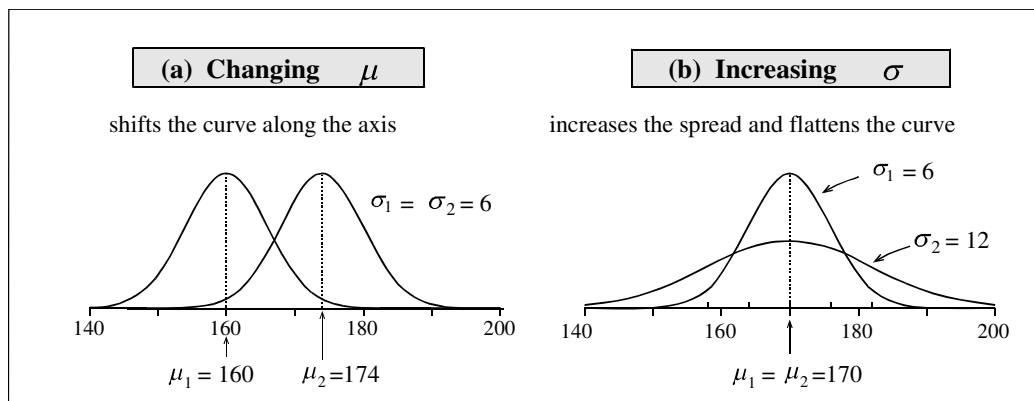 (a) Changing μ
shifts the curve along the axis
σ₁ = σ₂ = 6
140 160 180 200
μ₁ = 160 μ₂ = 174
(b) Increasing σ
increases the spread and flattens the curve
σ₁ = 6
σ₂ = 12
140 160 180 200
μ₁ = μ₂ =170